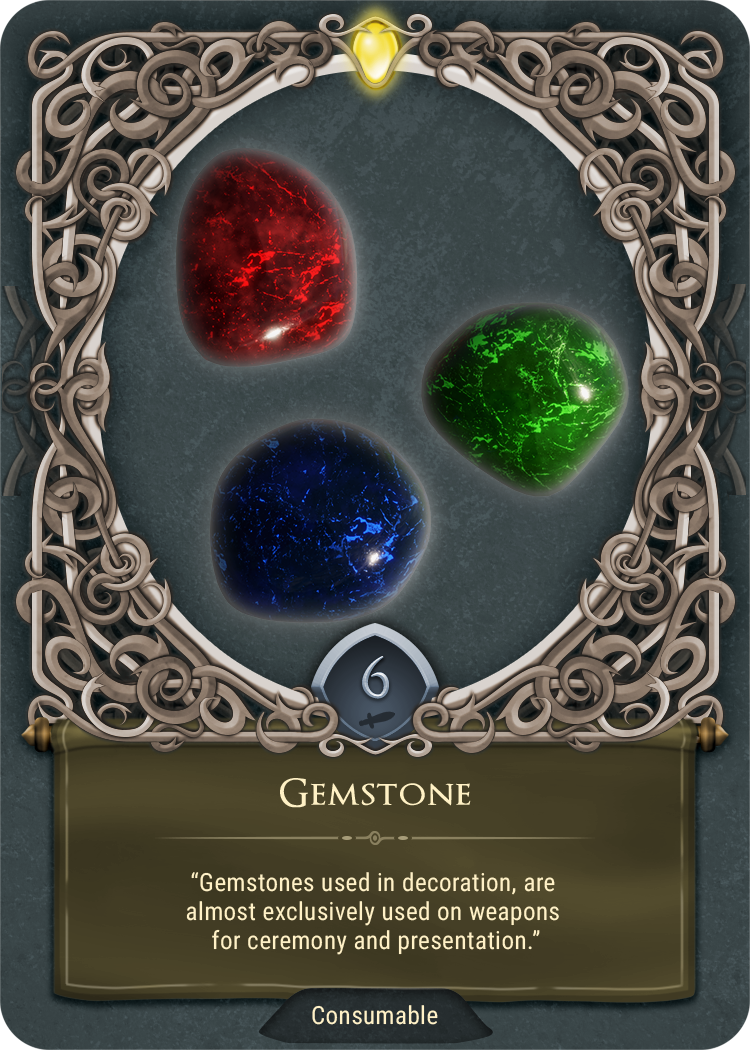 6
Gemstone
“Gemstones used in decoration, are
almost exclusively used on weapons
for ceremony and presentation.”
Consumable